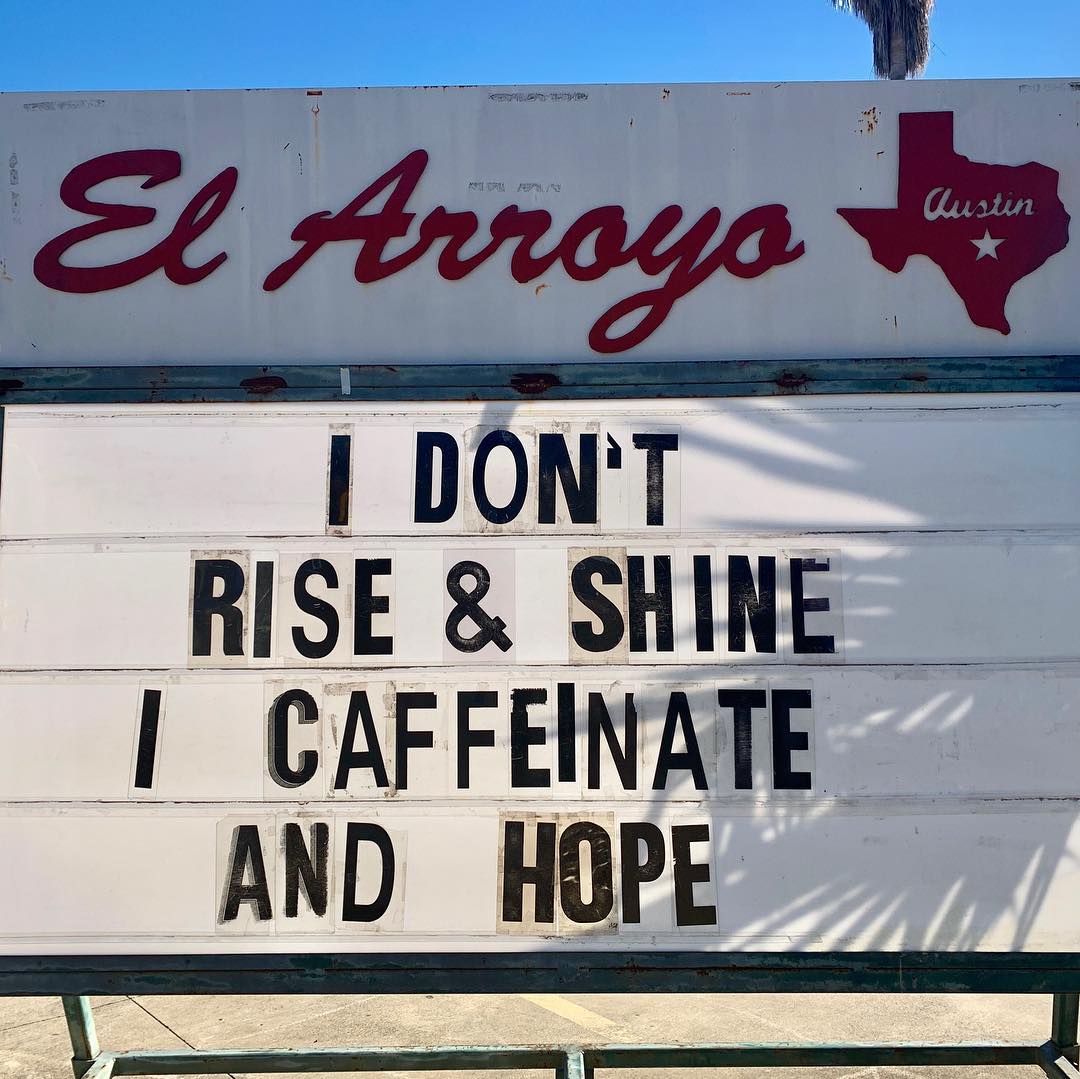 El Arroyo
Austin
I DON'T
RISE & SHINE
I CAFFEINATE
AND HOPE